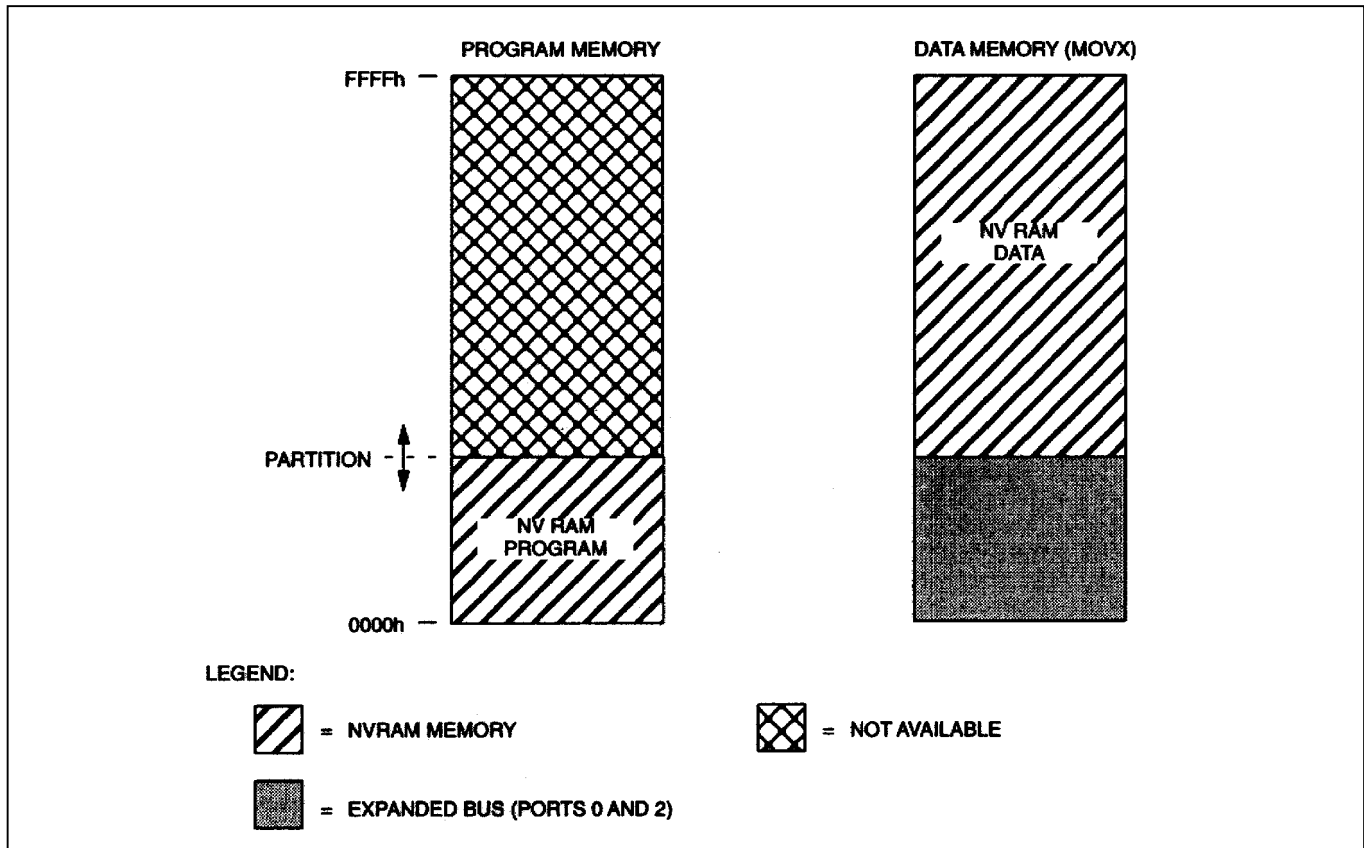 PROGRAM MEMORY
DATA MEMORY (MOVX)
FFFFh
NV RAM
DATA
PARTITION
NV RAM
PROGRAM
0000h
LEGEND:
= NVRAM MEMORY
= NOT AVAILABLE
= EXPANDED BUS (PORTS 0 AND 2)